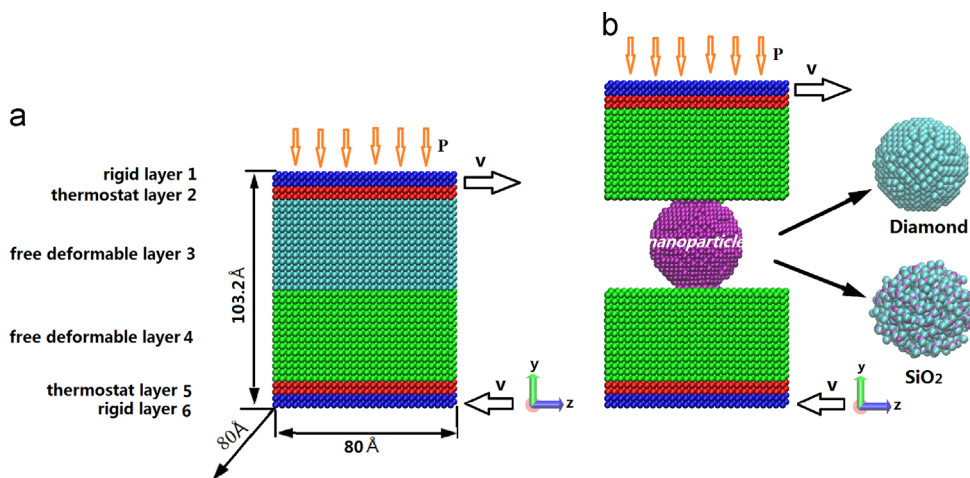 a
P
v
rigid layer 1
thermostat layer 2
free deformable layer 3
103.2 Å
free deformable layer 4
thermostat layer 5
rigid layer 6
v
y
z
80Å
80 Å
b
P
v
nanoparticle
Diamond
SiO2
v
y
z